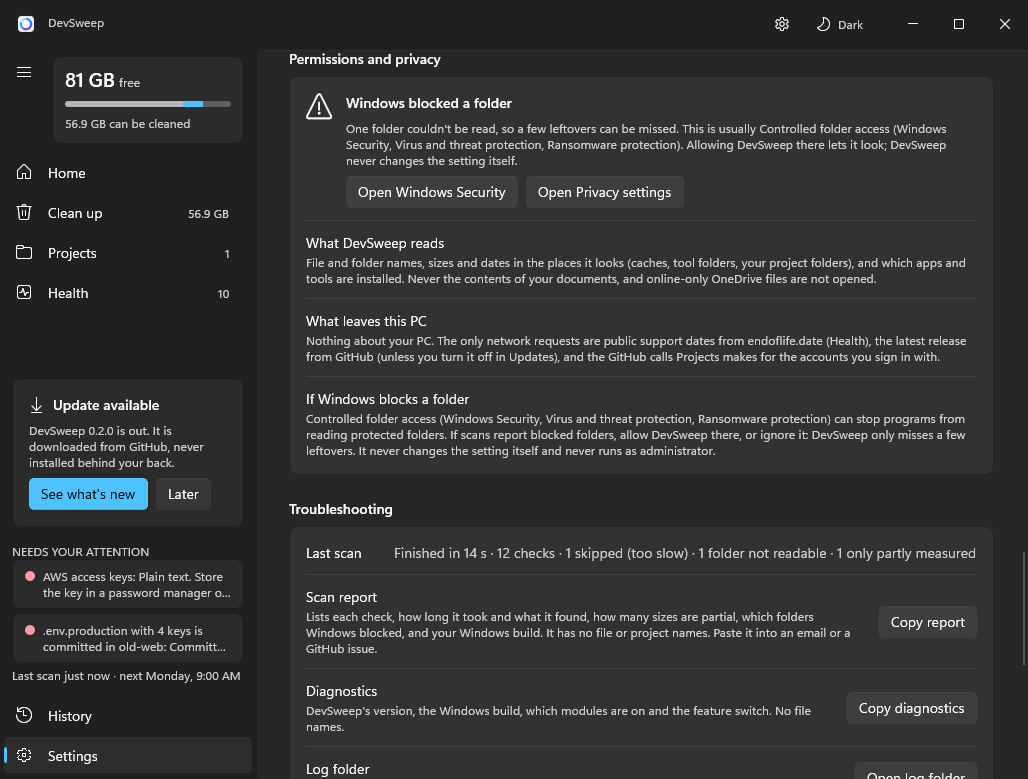 DevSweep
Dark
81 GB free
56.9 GB can be cleaned
Home
Clean up 56.9 GB
Projects 1
Health 10
Update available
DevSweep 0.2.0 is out. It is
downloaded from GitHub, never
installed behind your back.
See what's new
Later
NEEDS YOUR ATTENTION
AWS access keys: Plain text. Store
the key in a password manager o...
.env.production with 4 keys is
committed in old-web: Committ...
Last scan just now · next Monday, 9:00 AM
History
Settings
Permissions and privacy
Windows blocked a folder
One folder couldn't be read, so a few leftovers can be missed. This is usually Controlled folder access (Windows
Security, Virus and threat protection, Ransomware protection). Allowing DevSweep there lets it look; DevSweep
never changes the setting itself.
Open Windows Security
Open Privacy settings
What DevSweep reads
File and folder names, sizes and dates in the places it looks (caches, tool folders, your project folders), and which apps and
tools are installed. Never the contents of your documents, and online-only OneDrive files are not opened.
What leaves this PC
Nothing about your PC. The only network requests are public support dates from endoflife.date (Health), the latest release
from GitHub (unless you turn it off in Updates), and the GitHub calls Projects makes for the accounts you sign in with.
If Windows blocks a folder
Controlled folder access (Windows Security, Virus and threat protection, Ransomware protection) can stop programs from
reading protected folders. If scans report blocked folders, allow DevSweep there, or ignore it: DevSweep only misses a few
leftovers. It never changes the setting itself and never runs as administrator.
Troubleshooting
Last scan
Finished in 14 s · 12 checks · 1 skipped (too slow) · 1 folder not readable · 1 only partly measured
Scan report
Lists each check, how long it took and what it found, how many sizes are partial, which folders
Windows blocked, and your Windows build. It has no file or project names. Paste it into an email or a
GitHub issue.
Copy report
Diagnostics
DevSweep's version, the Windows build, which modules are on and the feature switch. No file
names.
Copy diagnostics
Log folder
Open log folder